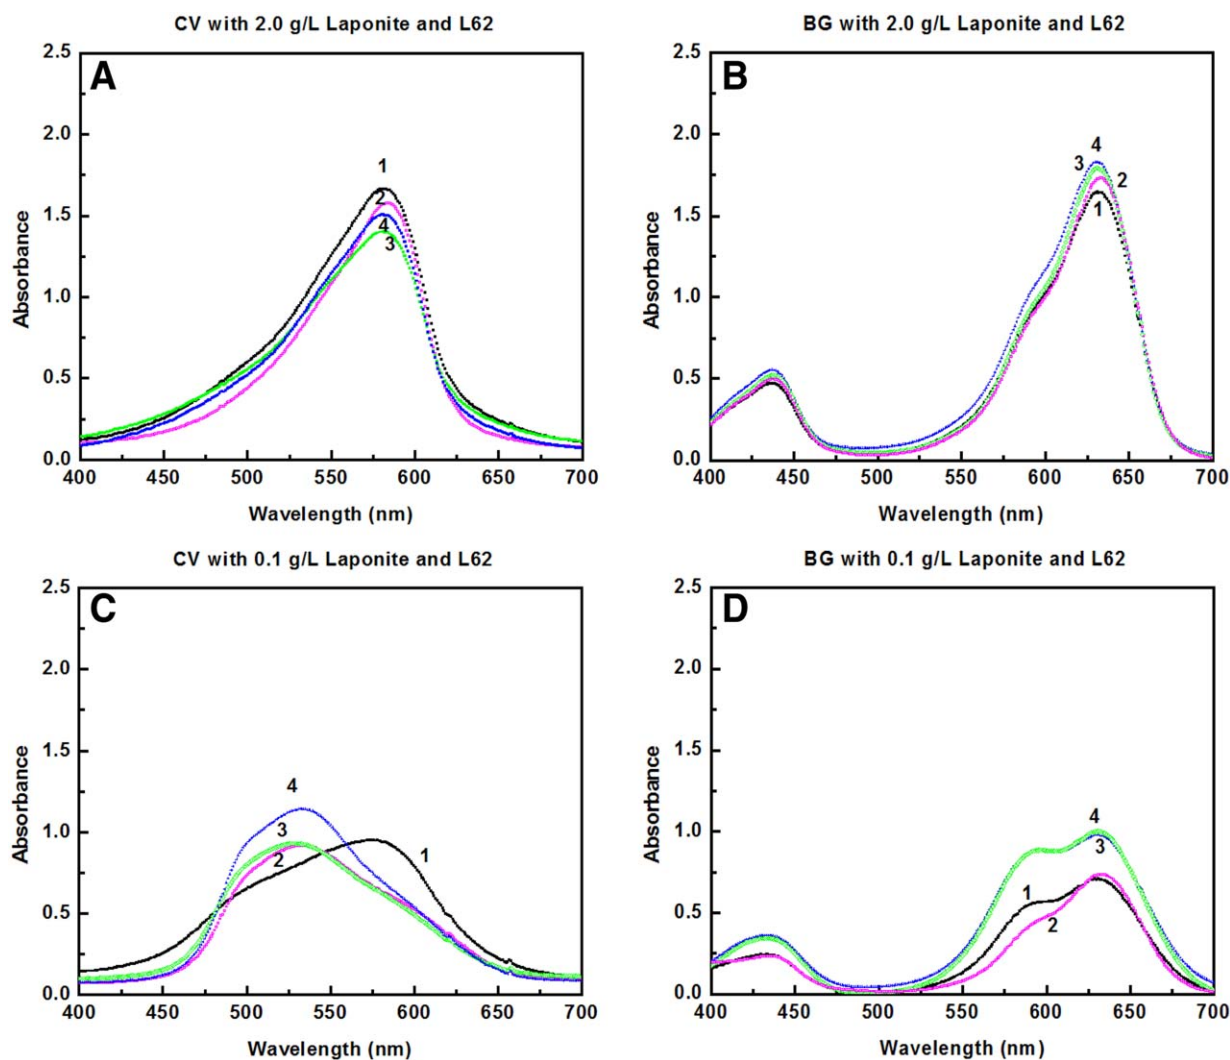 CV with 2.0 g/L Laponite and L62
A
2.5
2.0
1.5
1.0
0.5
0.0
Absorbance
1
2
4
3
400 450 500 550 600 650 700
Wavelength (nm)
BG with 2.0 g/L Laponite and L62
B
2.5
2.0
1.5
1.0
0.5
0.0
Absorbance
4
3
2
1
400 450 500 550 600 650 700
Wavelength (nm)
CV with 0.1 g/L Laponite and L62
C
2.5
2.0
1.5
1.0
0.5
0.0
Absorbance
4
3
2
1
400 450 500 550 600 650 700
Wavelength (nm)
BG with 0.1 g/L Laponite and L62
D
2.5
2.0
1.5
1.0
0.5
0.0
Absorbance
4
3
1
2
400 450 500 550 600 650 700
Wavelength (nm)